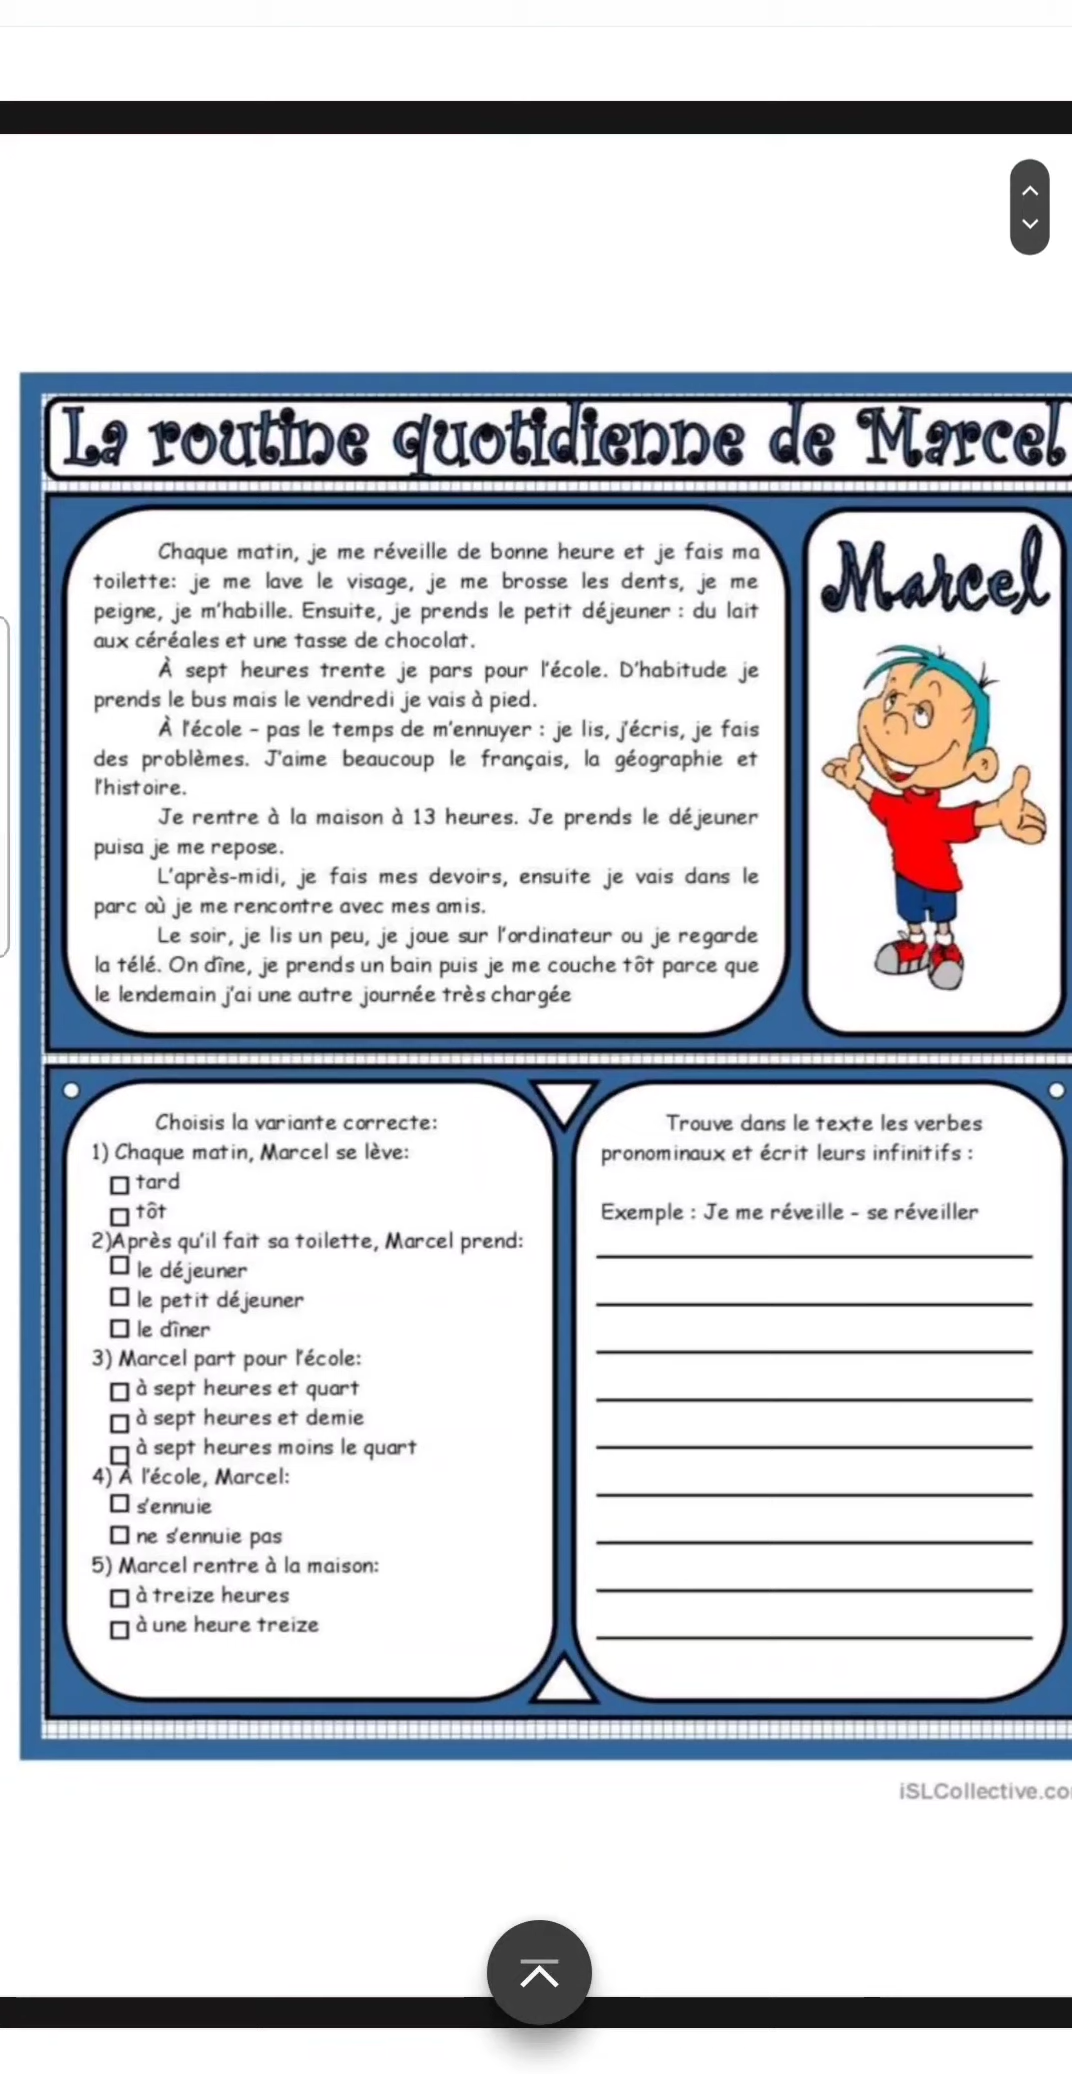 La routine quotidienne de Marcel
Chaque matin, je me réveille de bonne heure et je fais ma
toilette: je me lave le visage, je me brosse les dents, je me
peigne, je m'habille. Ensuite, je prends le petit déjeuner : du lait
aux céréales et une tasse de chocolat.
À sept heures trente je pars pour l'école. D'habitude je
prends le bus mais le vendredi je vais à pied.
À l'école - pas le temps de m'ennuyer : je lis, j'écris, je fais
des problèmes. J'aime beaucoup le français, la géographie et
l'histoire.
Je rentre à la maison à 13 heures. Je prends le déjeuner
puisa je me repose.
L'après-midi, je fais mes devoirs, ensuite je vais dans le
parc où je me rencontre avec mes amis.
Le soir, je lis un peu, je joue sur l'ordinateur ou je regarde
la télé. On dîne, je prends un bain puis je me couche tôt parce que
le lendemain j'ai une autre journée très chargée
Marcel
Choisis la variante correcte:
1) Chaque matin, Marcel se lève:
tard
tôt
2)Après qu'il fait sa toilette, Marcel prend:
le déjeuner
le petit déjeuner
le dîner
3) Marcel part pour l'école:
à sept heures et quart
à sept heures et demie
à sept heures moins le quart
4) À l'école, Marcel:
s'ennuie
ne s'ennuie pas
5) Marcel rentre à la maison:
à treize heures
à une heure treize
Trouve dans le texte les verbes
pronominaux et écrit leurs infinitifs :
Exemple : Je me réveille - se réveiller
iSLCollective.co